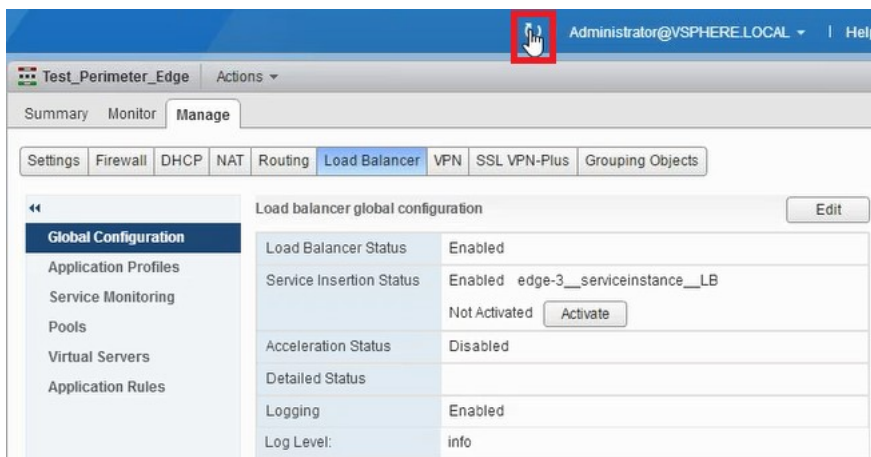 Administrator@VSPHERE.LOCAL | Help
Test_Perimeter_Edge Actions
Summary Monitor Manage
Settings Firewall DHCP NAT Routing Load Balancer VPN SSL VPN-Plus Grouping Objects
Load balancer global configuration Edit
Global Configuration
Application Profiles
Service Monitoring
Pools
Virtual Servers
Application Rules
Load Balancer Status Enabled
Service Insertion Status Enabled edge-3__serviceinstance__LB
Not Activated Activate
Acceleration Status Disabled
Detailed Status
Logging Enabled
Log Level: info